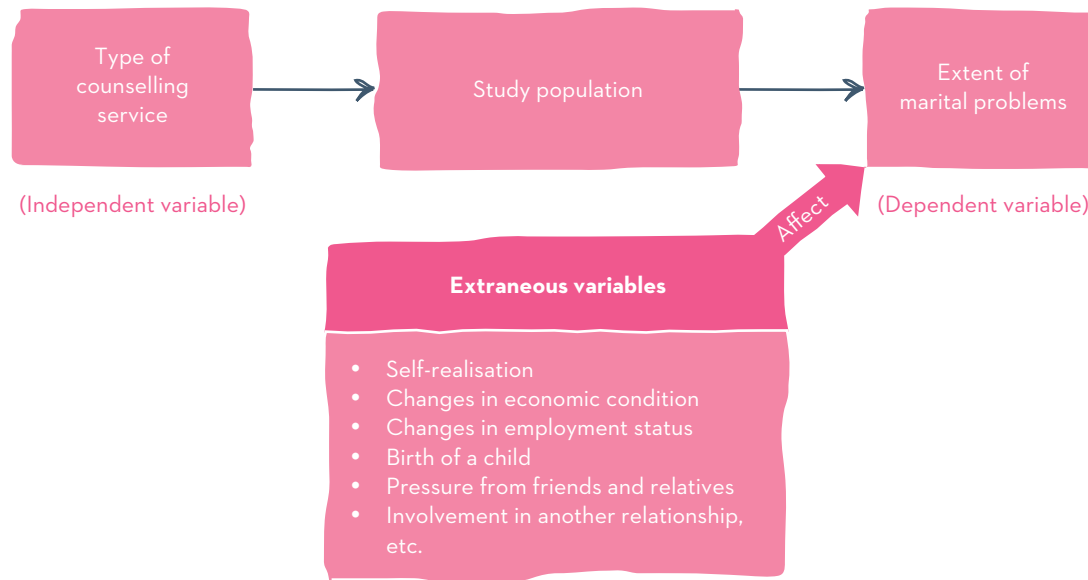 Type of
counselling
service
Study population
Extent of
marital problems
(Independent variable)
(Dependent variable)
Affect
Extraneous variables
• Self-realisation
• Changes in economic condition
• Changes in employment status
• Birth of a child
• Pressure from friends and relatives
• Involvement in another relationship,
etc.